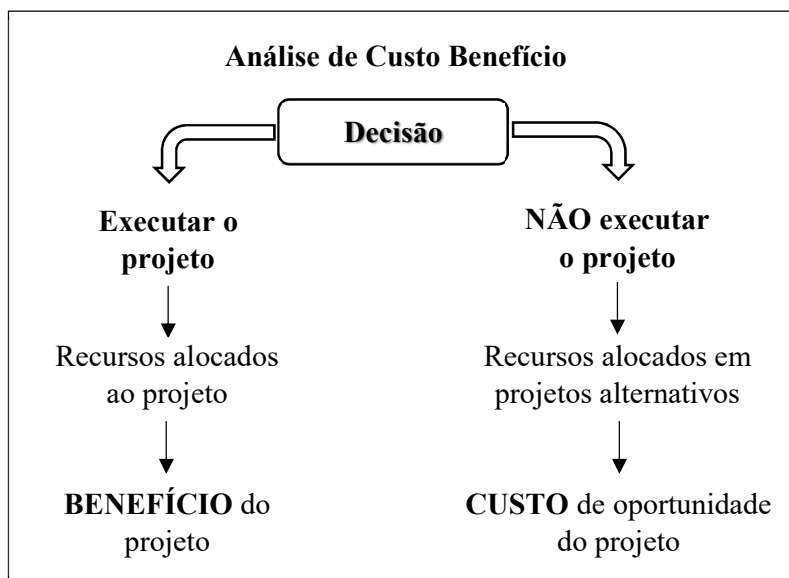 Análise de Custo Benefício
Decisão
Executar o
projeto
Recursos alocados
ao projeto
BENEFÍCIO do
projeto
NÃO executar
o projeto
Recursos alocados em
projetos alternativos
CUSTO de oportunidade
do projeto